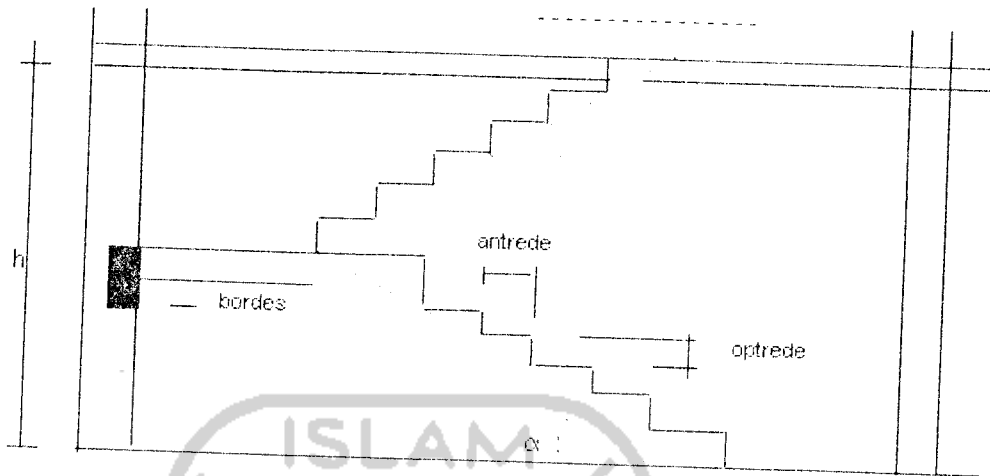 h
antrede
bordes
optrede
α
ISLAM